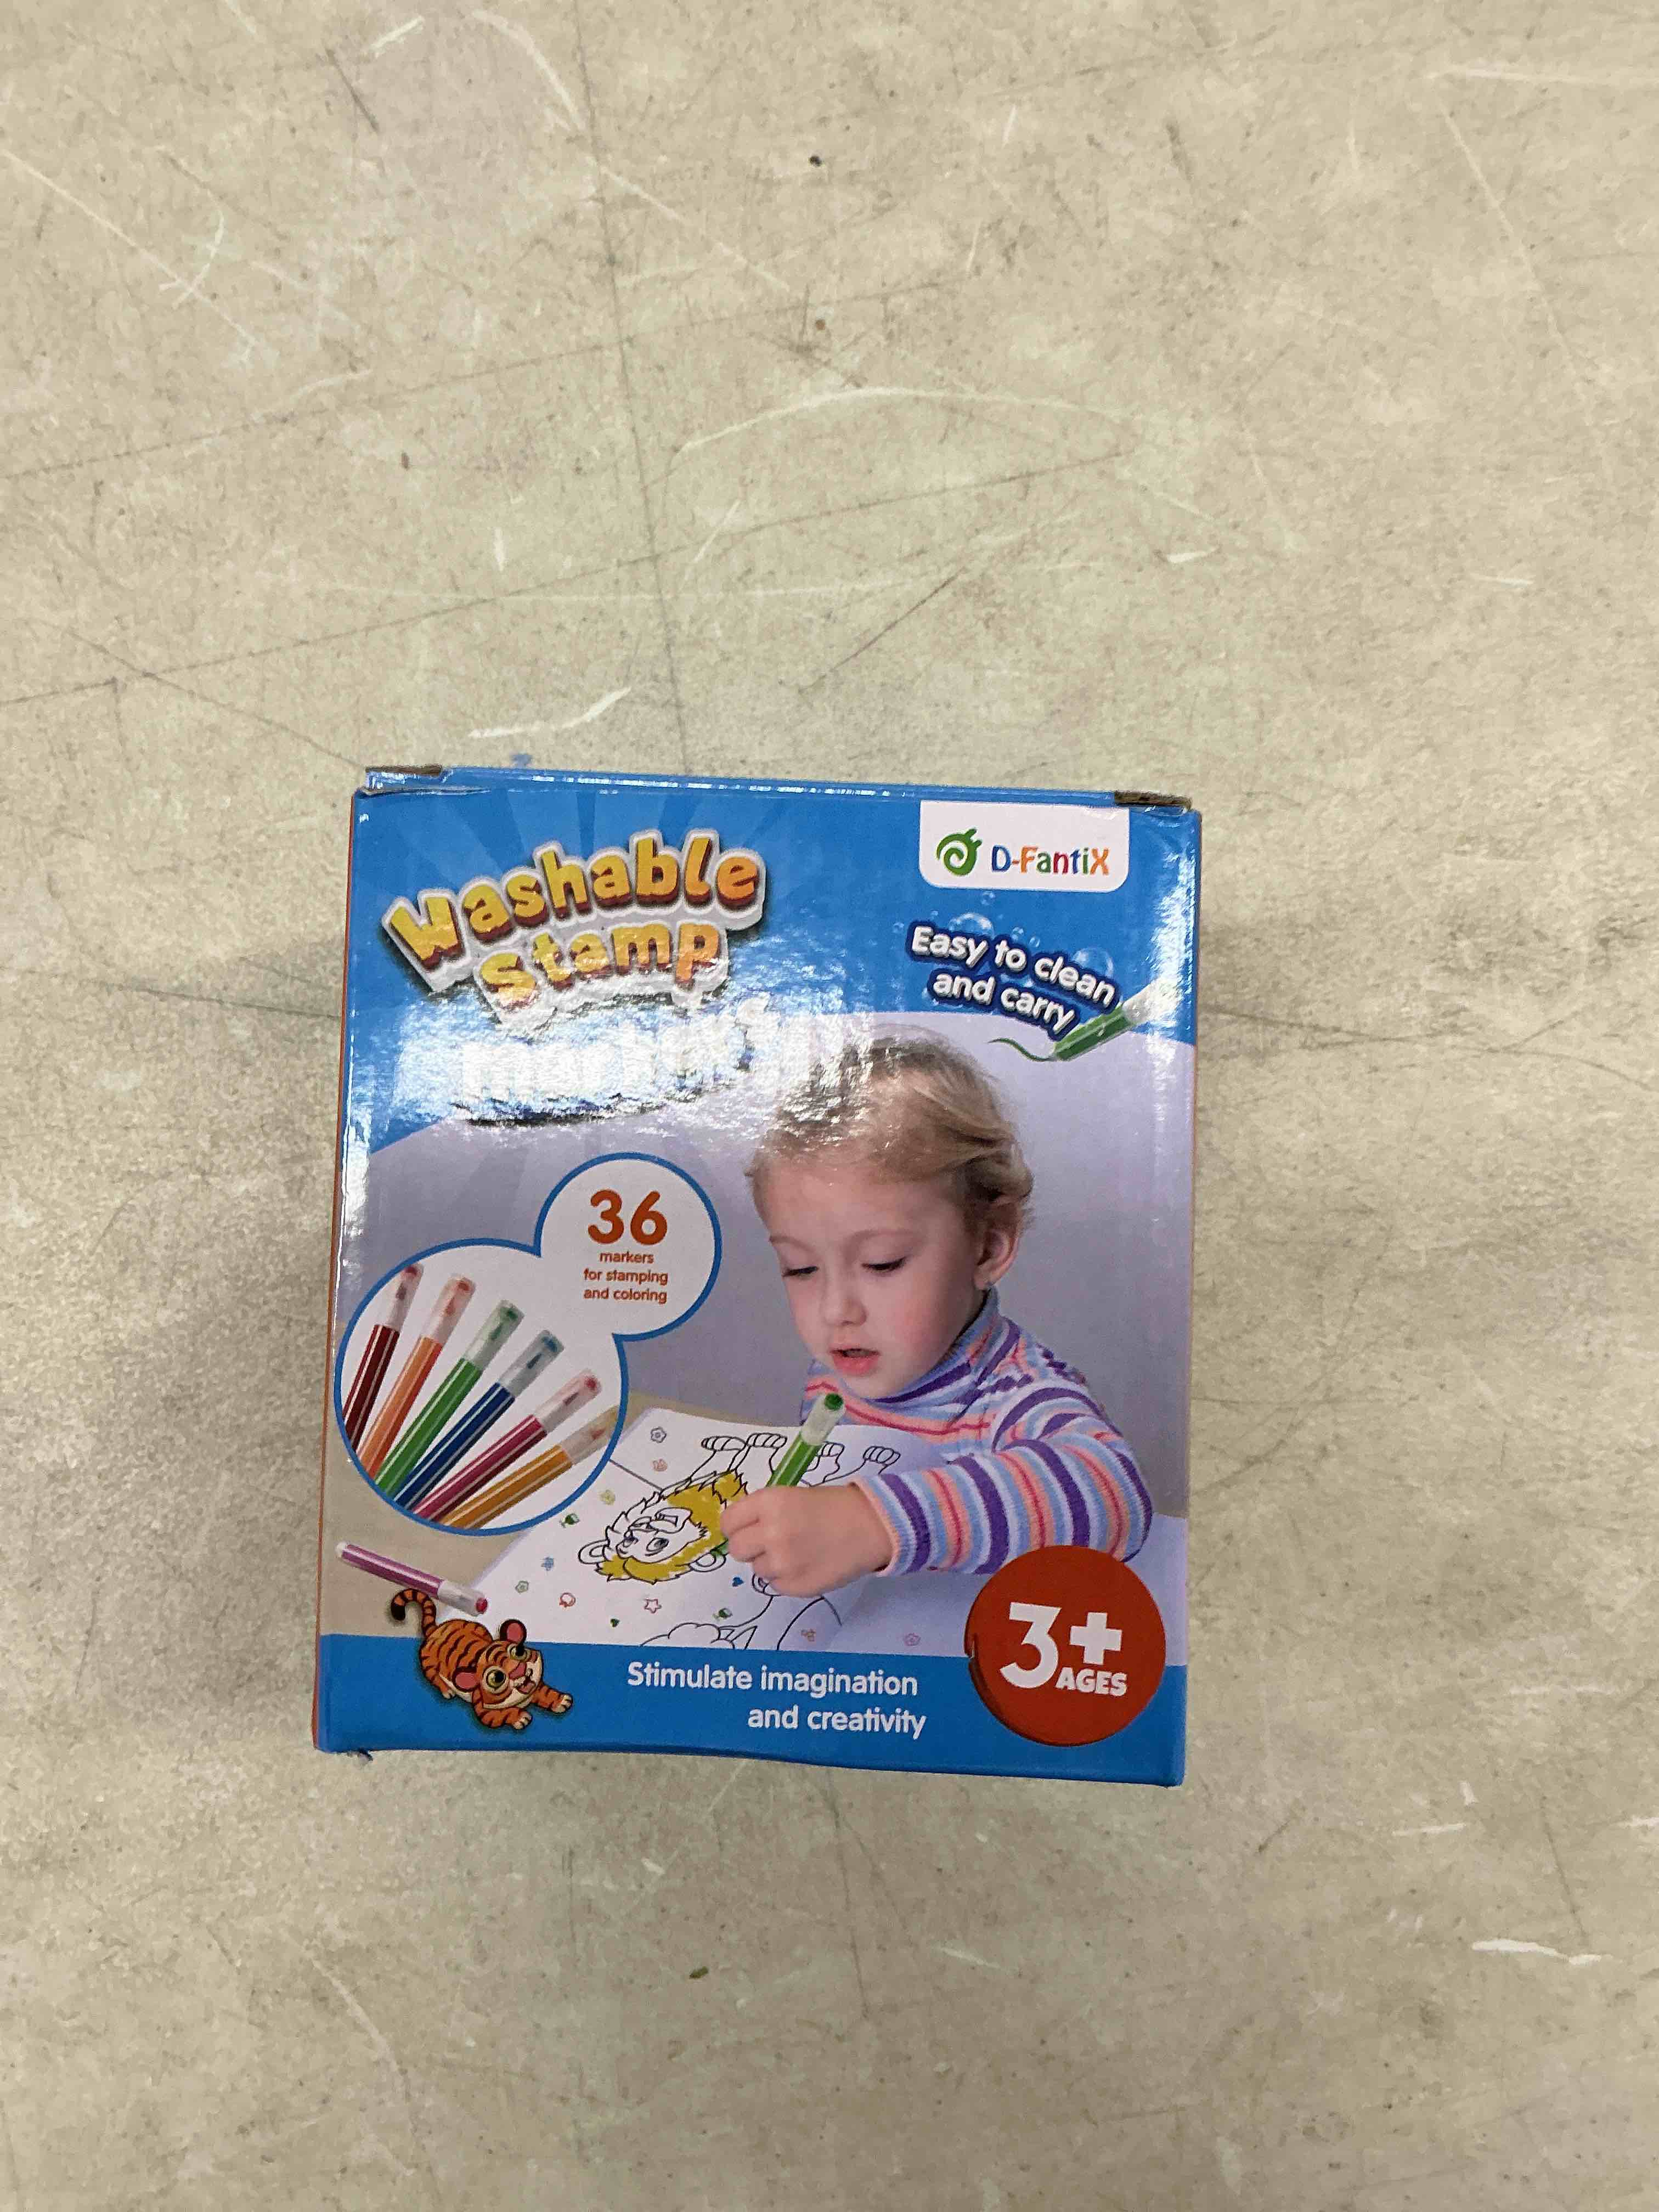 Washable
Stamp
markers
D-FantiX
Easy to clean
and carry
36
markers
for stamping
and coloring
3+
AGES
Stimulate imagination
and creativity